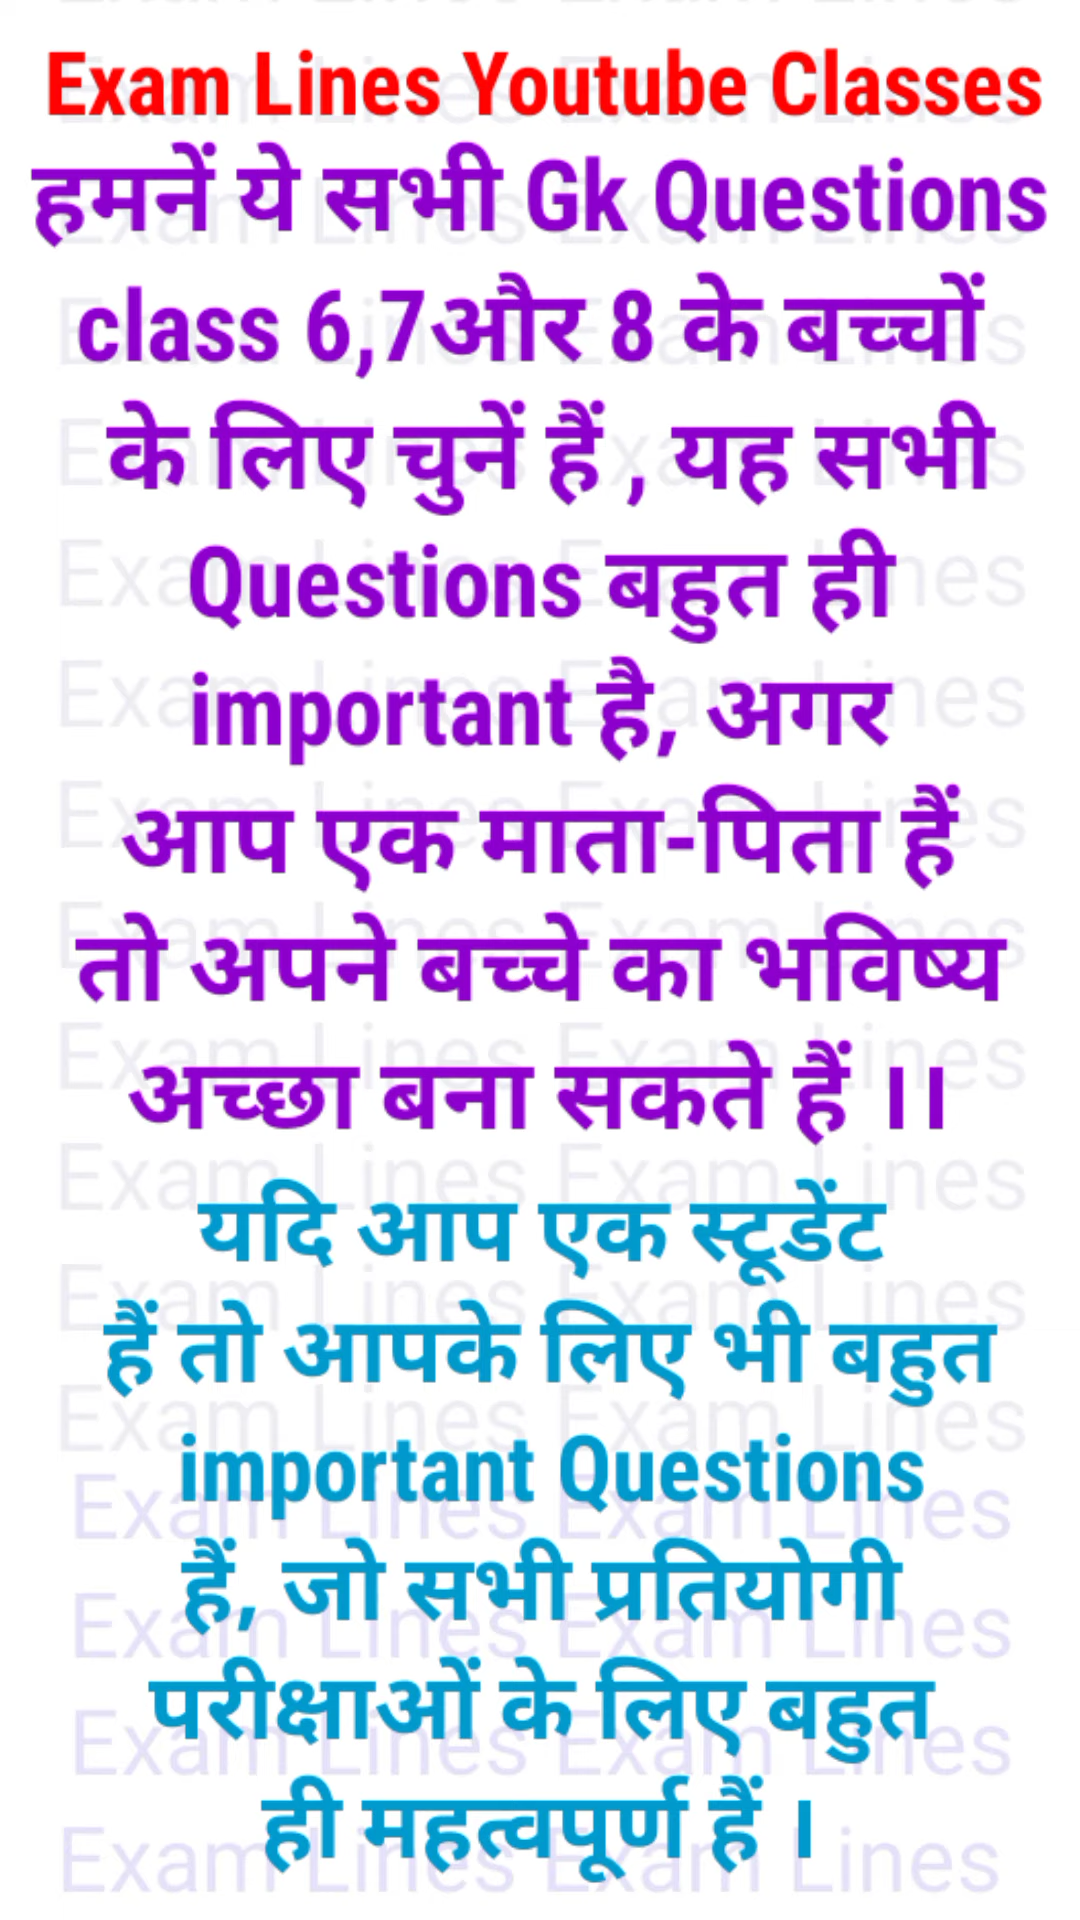 Exam Lines Youtube Classes
हमनें ये सभी Gk Questions
class 6,7और 8 के बच्चों
के लिए चुनें हैं , यह सभी
Questions बहुत ही
important है, अगर
आप एक माता-पिता हैं
तो अपने बच्चे का भविष्य
अच्छा बना सकते हैं ।।
यदि आप एक स्टूडेंट
हैं तो आपके लिए भी बहुत
important Questions
हैं, जो सभी प्रतियोगी
परीक्षाओं के लिए बहुत
ही महत्वपूर्ण हैं ।